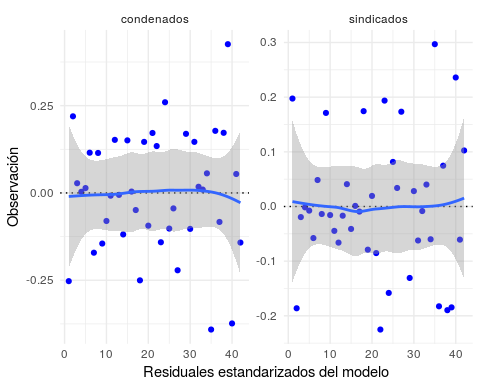 condenados
sindicados
Observación
0.25
0.00
-0.25
0.3
0.2
0.1
0.0
-0.1
-0.2
0 10 20 30 40
0 10 20 30 40
Residuales estandarizados del modelo